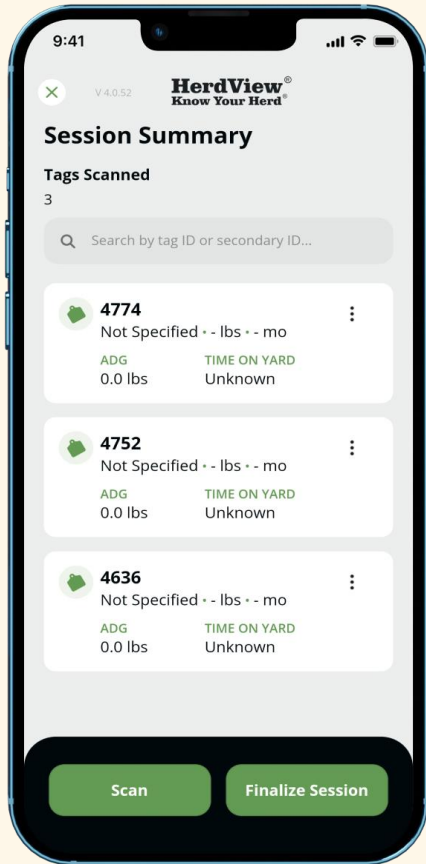 9:41
V 4.0.52
HerdView®
Know Your Herd®
Session Summary
Tags Scanned
3
Search by tag ID or secondary ID...
4774
Not Specified • - lbs • - mo
ADG TIME ON YARD
0.0 lbs Unknown
4752
Not Specified • - lbs • - mo
ADG TIME ON YARD
0.0 lbs Unknown
4636
Not Specified • - lbs • - mo
ADG TIME ON YARD
0.0 lbs Unknown
Scan Finalize Session